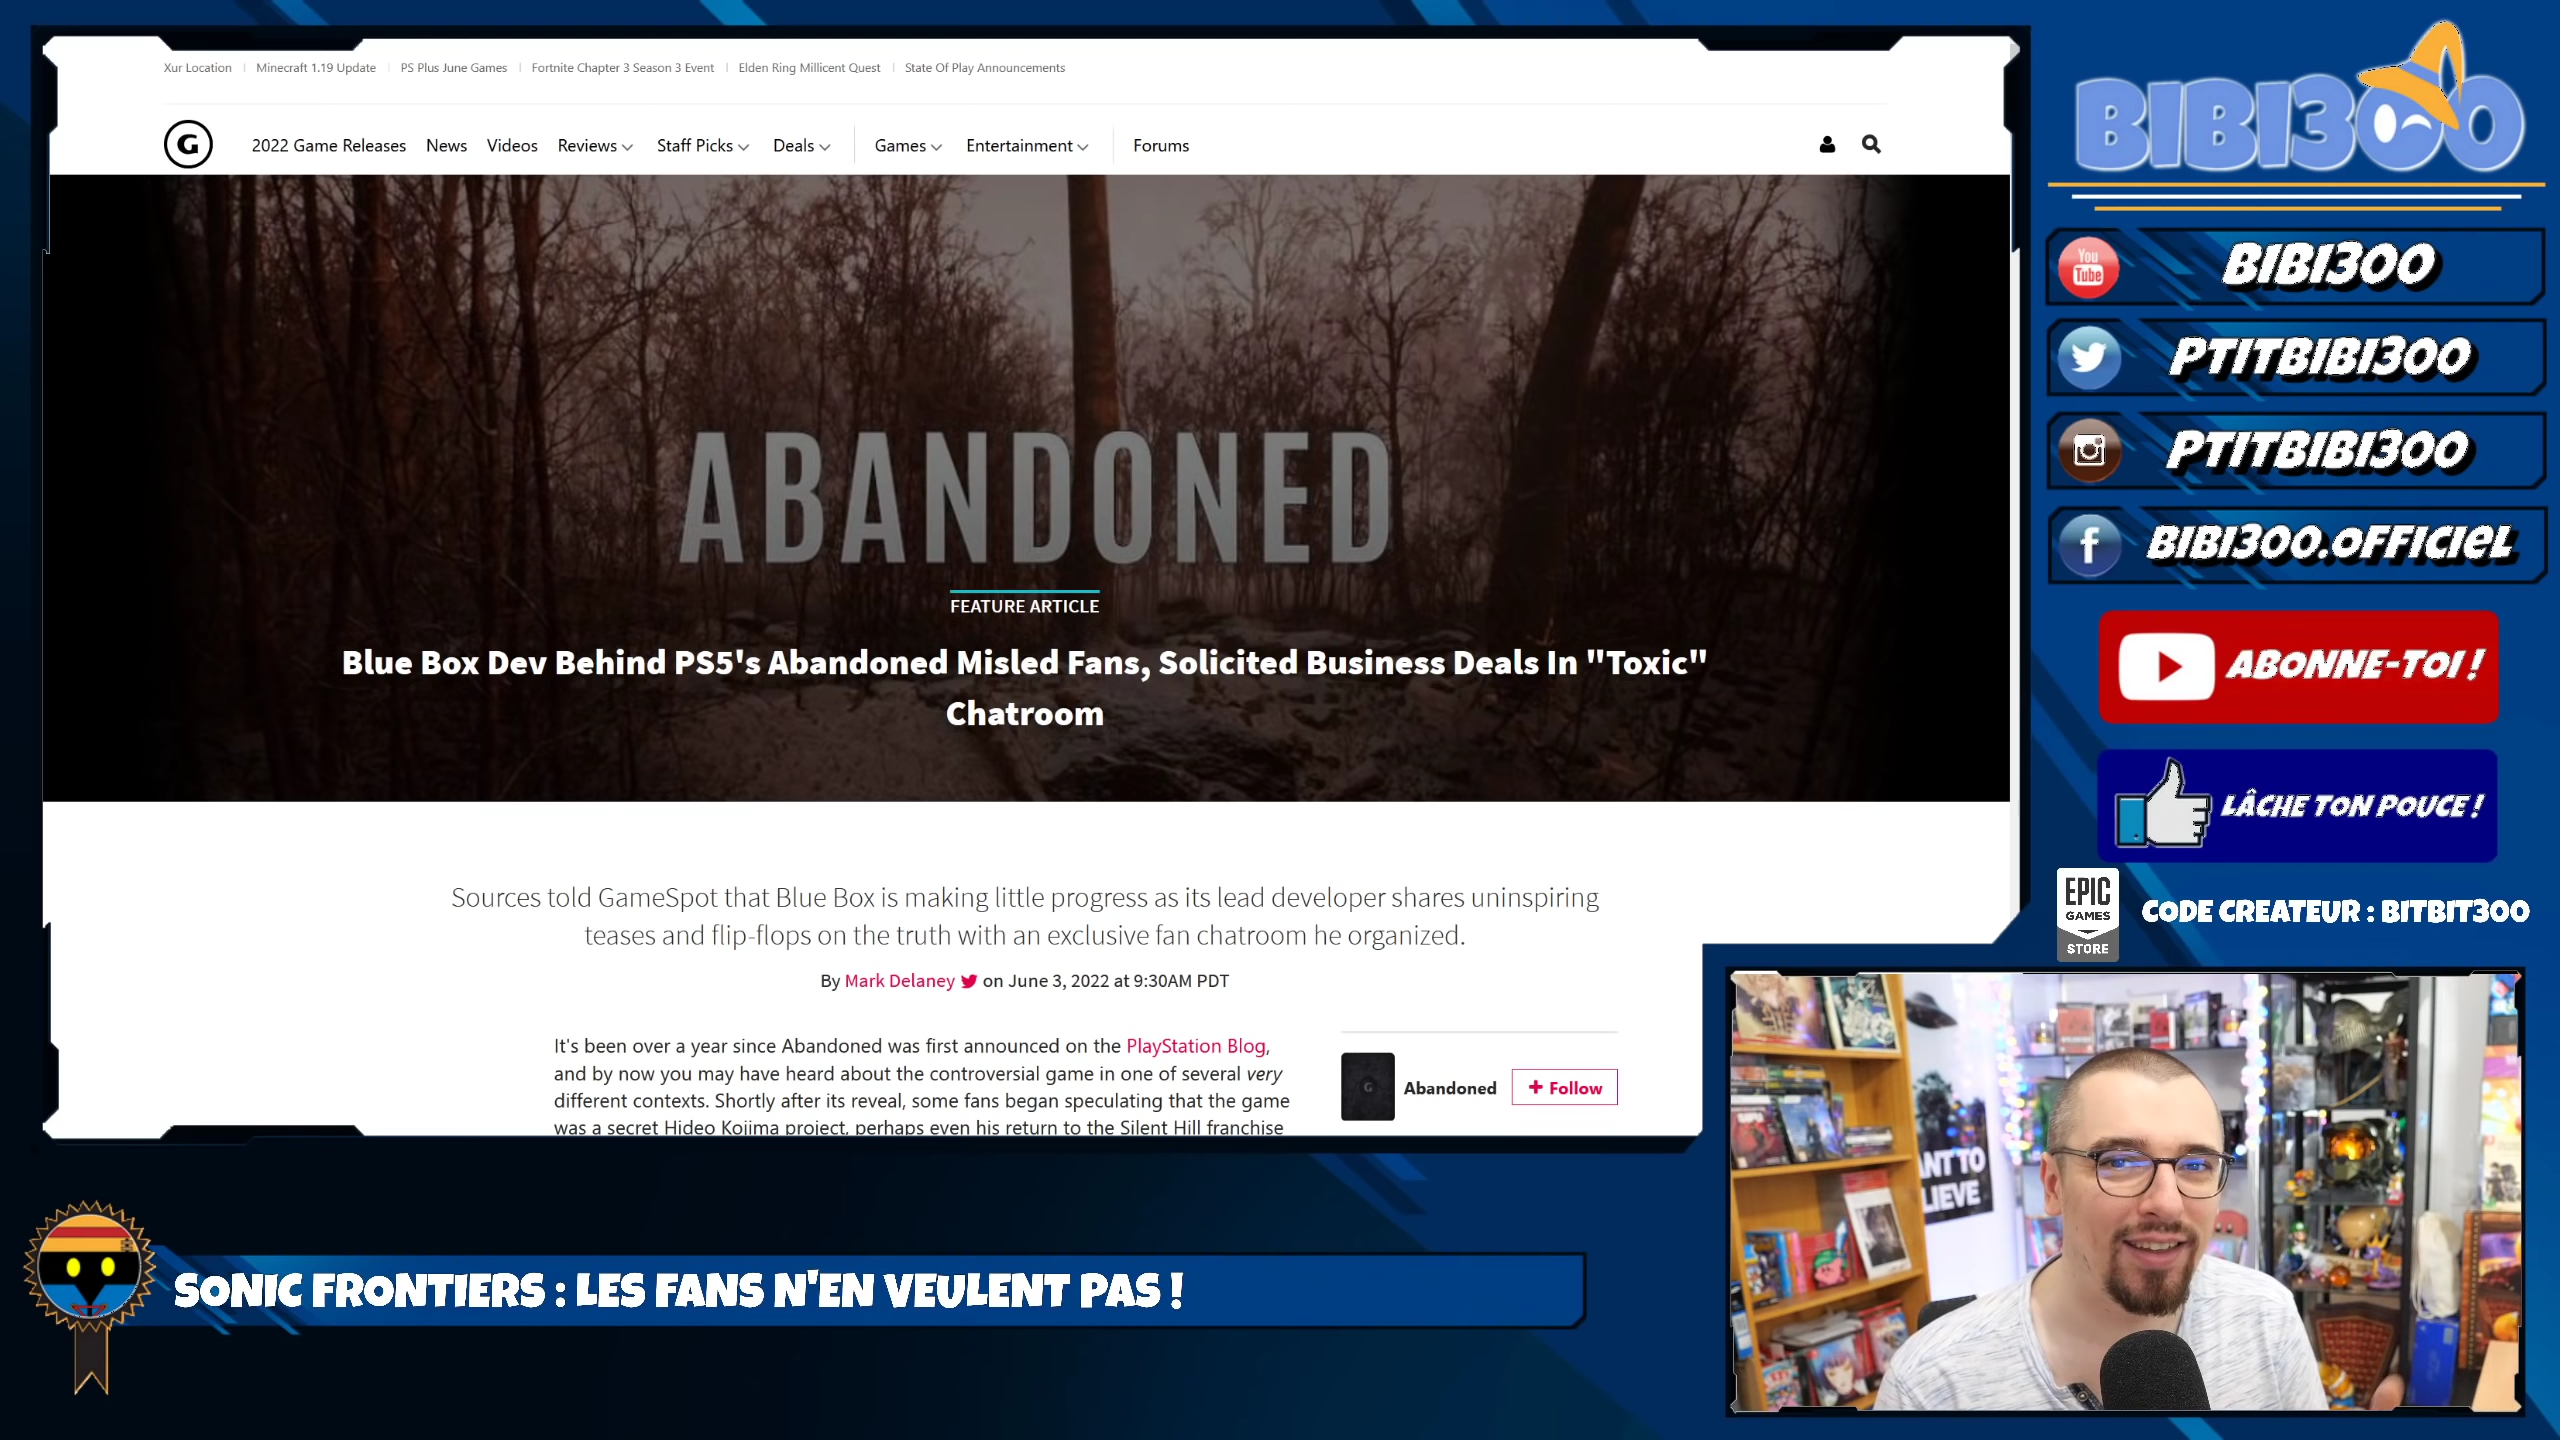 Xur Location | Minecraft 1.19 Update | PS Plus June Games | Fortnite Chapter 3 Season 3 Event | Elden Ring Millicent Quest | State Of Play Announcements
G 2022 Game Releases News Videos Reviews Staff Picks Deals Games Entertainment Forums
ABANDONED
FEATURE ARTICLE
Blue Box Dev Behind PS5's Abandoned Misled Fans, Solicited Business Deals In "Toxic"
Chatroom
Sources told GameSpot that Blue Box is making little progress as its lead developer shares uninspiring
teases and flip-flops on the truth with an exclusive fan chatroom he organized.
By Mark Delaney on June 3, 2022 at 9:30AM PDT
It's been over a year since Abandoned was first announced on the PlayStation Blog,
and by now you may have heard about the controversial game in one of several very
different contexts. Shortly after its reveal, some fans began speculating that the game
was a secret Hideo Kojima project, perhaps even his return to the Silent Hill franchise
G
Abandoned
+ Follow
BIBI300
You
Tube
BIBI300
PTITBIBI300
PTITBIBI300
f
BIBI300.OFFICIEL
ABONNE-TOI !
LÂCHE TON POUCE !
EPIC
GAMES
STORE
CODE CREATEUR : BITBIT300
ANT TO
LIEVE
SONIC FRONTIERS : LES FANS N'EN VEULENT PAS !